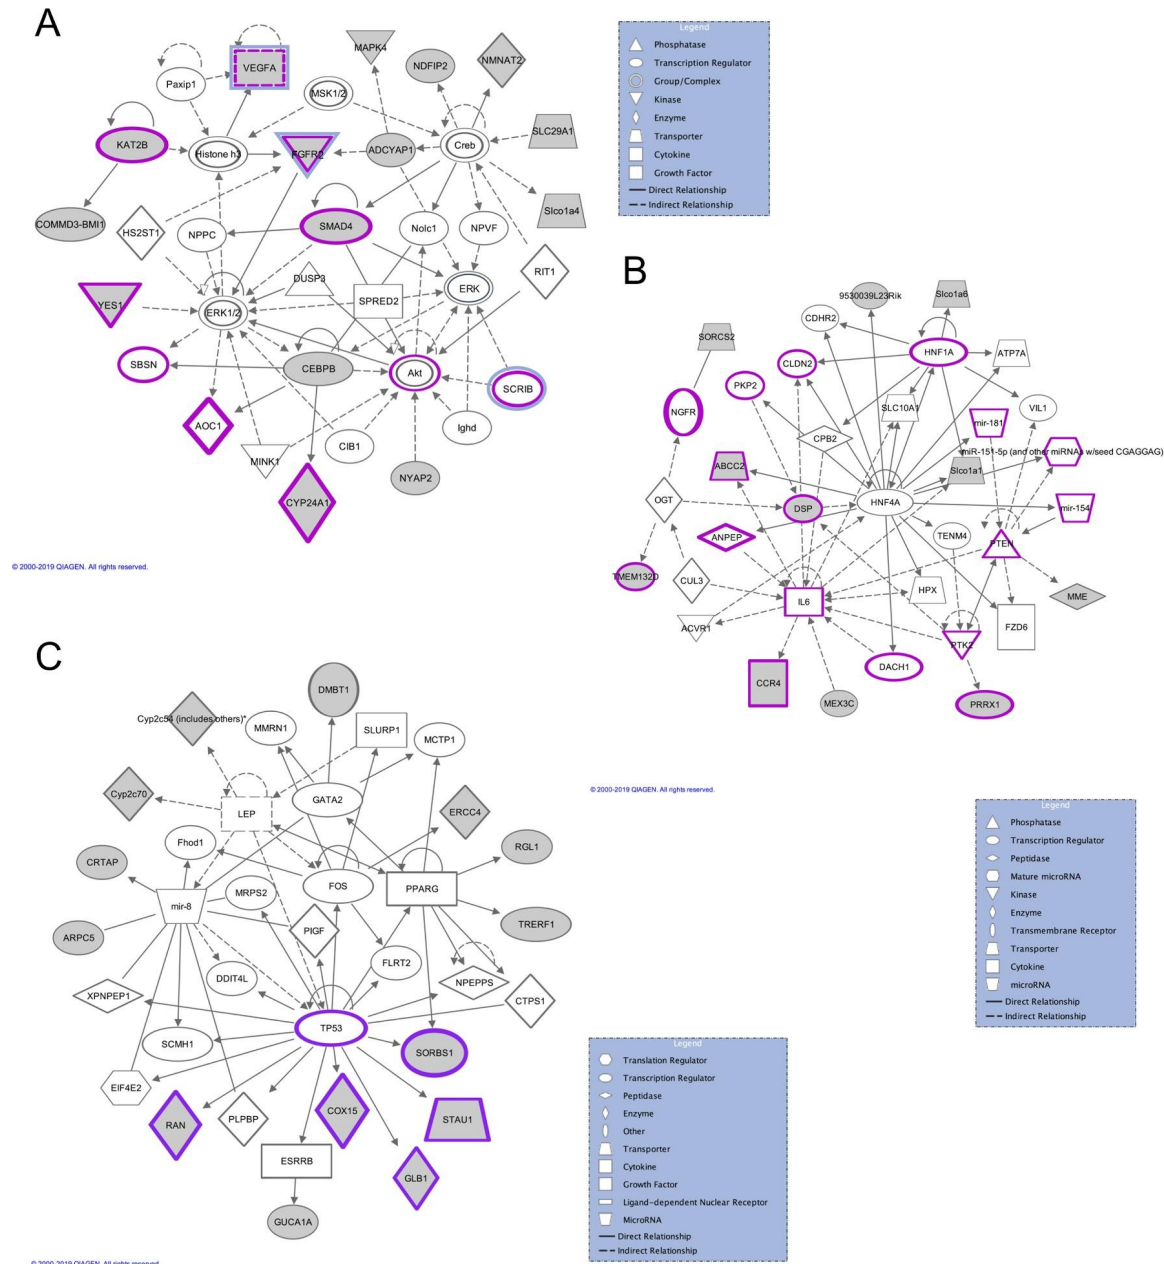 A
VEGFA
MAPK4
NDFIP2
NMNAT2
Paxip1
MSK1/2
SLC29A1
KAT2B
Histone h3
FGFR2
ADCYAP1
Creb
COMMD3-BMI1
HS2ST1
NPPC
SMAD4
Nolc1
NPVF
Slco1a4
DUSP3
SPRED2
ERK
RIT1
YES1
ERK1/2
SBSN
CEBPB
Akt
SCRIB
AOC1
MINK1
CIB1
Ighd
NYAP2
CYP24A1
© 2000-2019 QIAGEN. All rights reserved.
Legend
Phosphatase
Transcription Regulator
Group/Complex
Kinase
Enzyme
Transporter
Cytokine
Growth Factor
Direct Relationship
Indirect Relationship
B
9530039L23Rik
Slco1a6
CDHR2
SORCS2
HNF1A
ATP7A
CLDN2
PKP2
NGFR
SLC10A1
VIL1
mir-181
CPB2
miR-151-5p (and other miRNAs w/seed CGAGGAG)
ABCC2
Slco1a1
OGT
DSP
HNF4A
mir-154
ANPEP
TENM4
PTEN
TMEM132D
CUL3
IL6
HPX
MME
ACVR1
FZD6
PTK2
CCR4
DACH1
MEX3C
PRRX1
© 2000-2019 QIAGEN. All rights reserved.
Legend
Phosphatase
Transcription Regulator
Peptidase
Mature microRNA
Kinase
Enzyme
Transmembrane Receptor
Transporter
Cytokine
microRNA
Direct Relationship
Indirect Relationship
C
DMBT1
Cyp2c54 (includes others)*
MMRN1
SLURP1
MCTP1
Cyp2c70
LEP
GATA2
ERCC4
Fhod1
CRTAP
RGL1
MRPS2
FOS
PPARG
mir-8
ARPC5
PIGF
TRERF1
DDIT4L
FLRT2
XPNPEP1
NPEPPS
CTPS1
TP53
SCMH1
SORBS1
EIF4E2
RAN
PLPBP
COX15
STAU1
ESRRB
GLB1
GUCA1A
© 2000-2019 QIAGEN. All rights reserved.
Legend
Translation Regulator
Transcription Regulator
Peptidase
Enzyme
Other
Transporter
Cytokine
Growth Factor
Ligand-dependent Nuclear Receptor
MicroRNA
Direct Relationship
Indirect Relationship